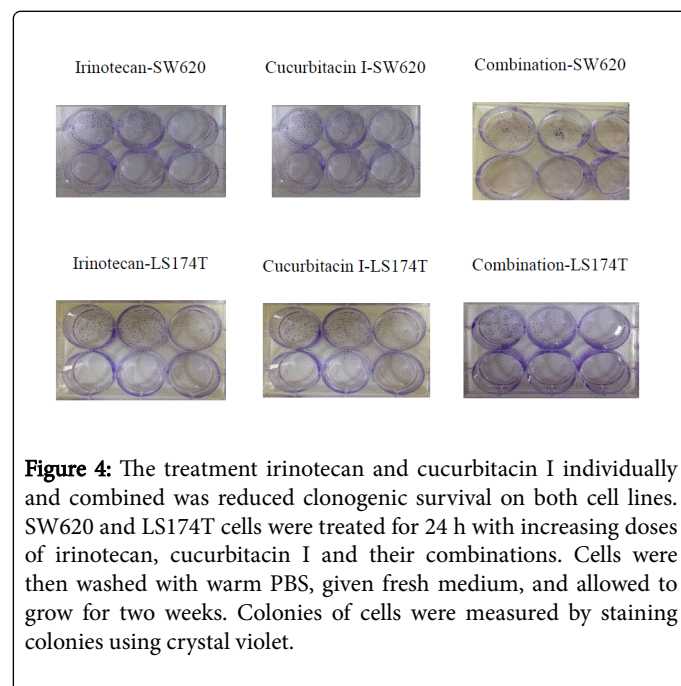 Irinotecan-SW620
Cucurbitacin I-SW620
Combination-SW620
Irinotecan-LS174T
Cucurbitacin I-LS174T
Combination-LS174T
Figure 4: The treatment irinotecan and cucurbitacin I individually
and combined was reduced clonogenic survival on both cell lines.
SW620 and LS174T cells were treated for 24 h with increasing doses
of irinotecan, cucurbitacin I and their combinations. Cells were
then washed with warm PBS, given fresh medium, and allowed to
grow for two weeks. Colonies of cells were measured by staining
colonies using crystal violet.